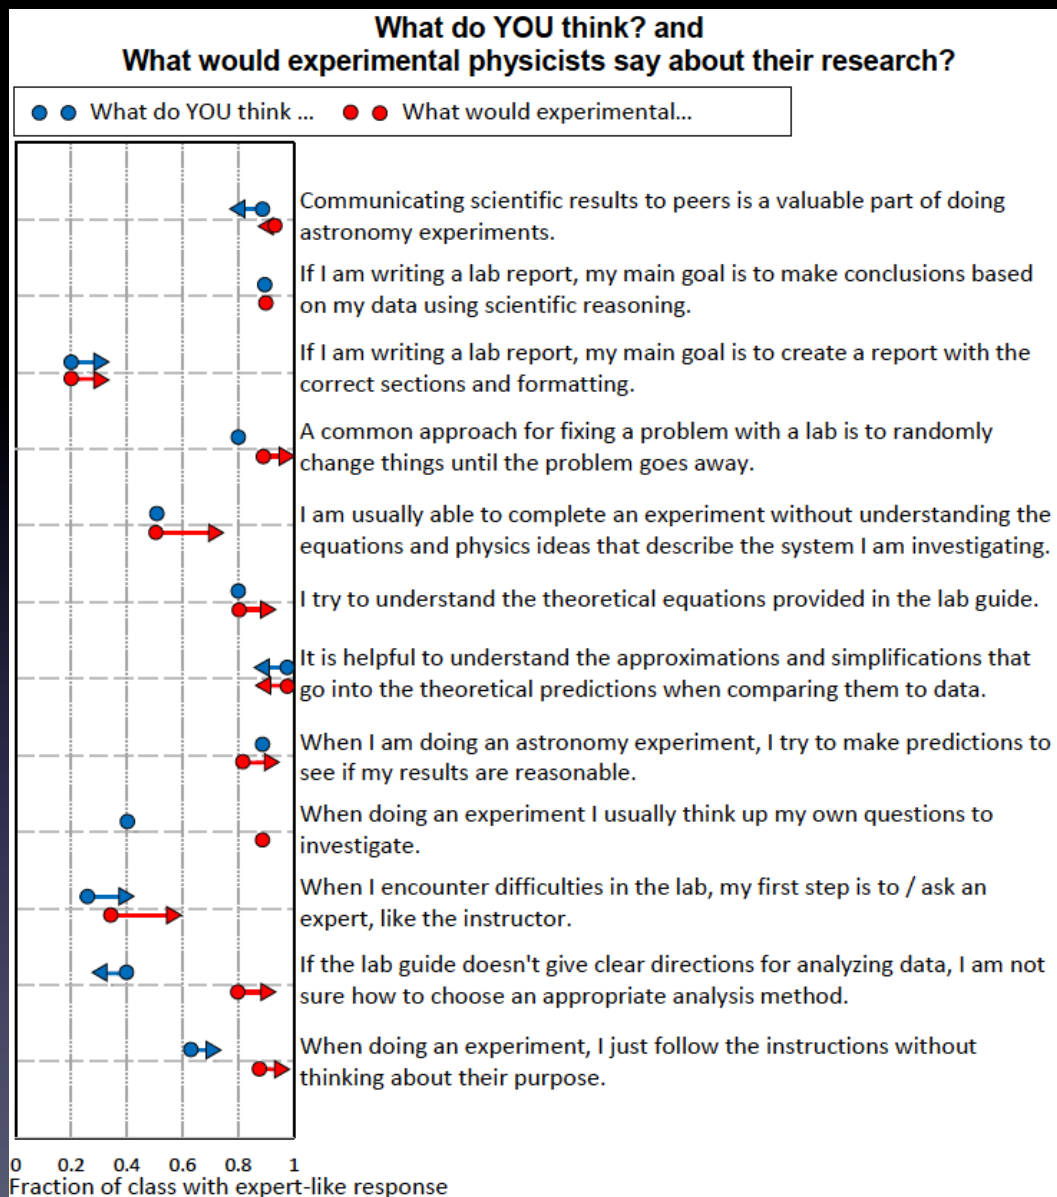 What do YOU think? and
What would experimental physicists say about their research?
What do YOU think ... What would experimental...
Communicating scientific results to peers is a valuable part of doing
astronomy experiments.
If I am writing a lab report, my main goal is to make conclusions based
on my data using scientific reasoning.
If I am writing a lab report, my main goal is to create a report with the
correct sections and formatting.
A common approach for fixing a problem with a lab is to randomly
change things until the problem goes away.
I am usually able to complete an experiment without understanding the
equations and physics ideas that describe the system I am investigating.
I try to understand the theoretical equations provided in the lab guide.
It is helpful to understand the approximations and simplifications that
go into the theoretical predictions when comparing them to data.
When I am doing an astronomy experiment, I try to make predictions to
see if my results are reasonable.
When doing an experiment I usually think up my own questions to
investigate.
When I encounter difficulties in the lab, my first step is to / ask an
expert, like the instructor.
If the lab guide doesn't give clear directions for analyzing data, I am not
sure how to choose an appropriate analysis method.
When doing an experiment, I just follow the instructions without
thinking about their purpose.
0 0.2 0.4 0.6 0.8 1
Fraction of class with expert-like response